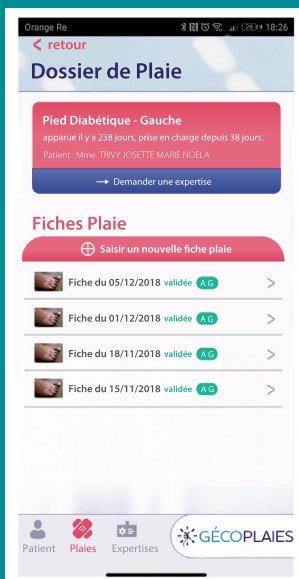 Orange Re 26 18:26
< retour
Dossier de Plaie
Pied Diabétique - Gauche
apparue il y a 238 jours, prise en charge depuis 38 jours.
Patient : Mme. TRIVY JOSETTE MARIE NOELA
→ Demander une expertise
Fiches Plaie
Saisir un nouvelle fiche plaie
Fiche du 05/12/2018 validée AG >
Fiche du 01/12/2018 validée AG >
Fiche du 18/11/2018 validée AG >
Fiche du 15/11/2018 validée AG >
Patient Plaies Expertises GÉCOPLAIES